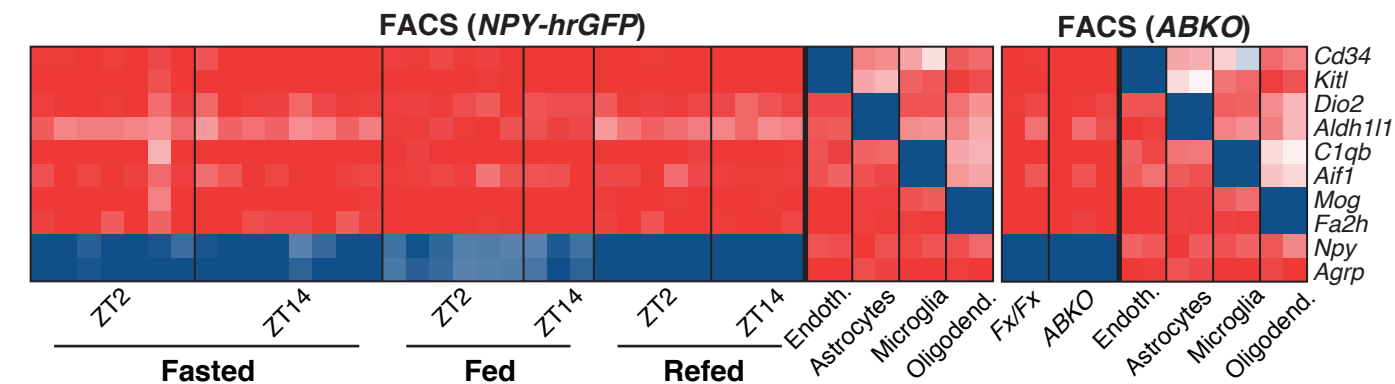 FACS (NPY-hrGFP)
FACS (ABKO)
Cd34
Kitl
Dio2
Aldh1l1
C1qb
Aif1
Mog
Fa2h
Npy
Agrp
ZT2
ZT14
ZT2
ZT14
ZT2
ZT14
Endoth.
Astrocytes
Microglia
Oligodend.
Fx/Fx
ABKO
Endoth.
Astrocytes
Microglia
Oligodend.
Fasted
Fed
Refed